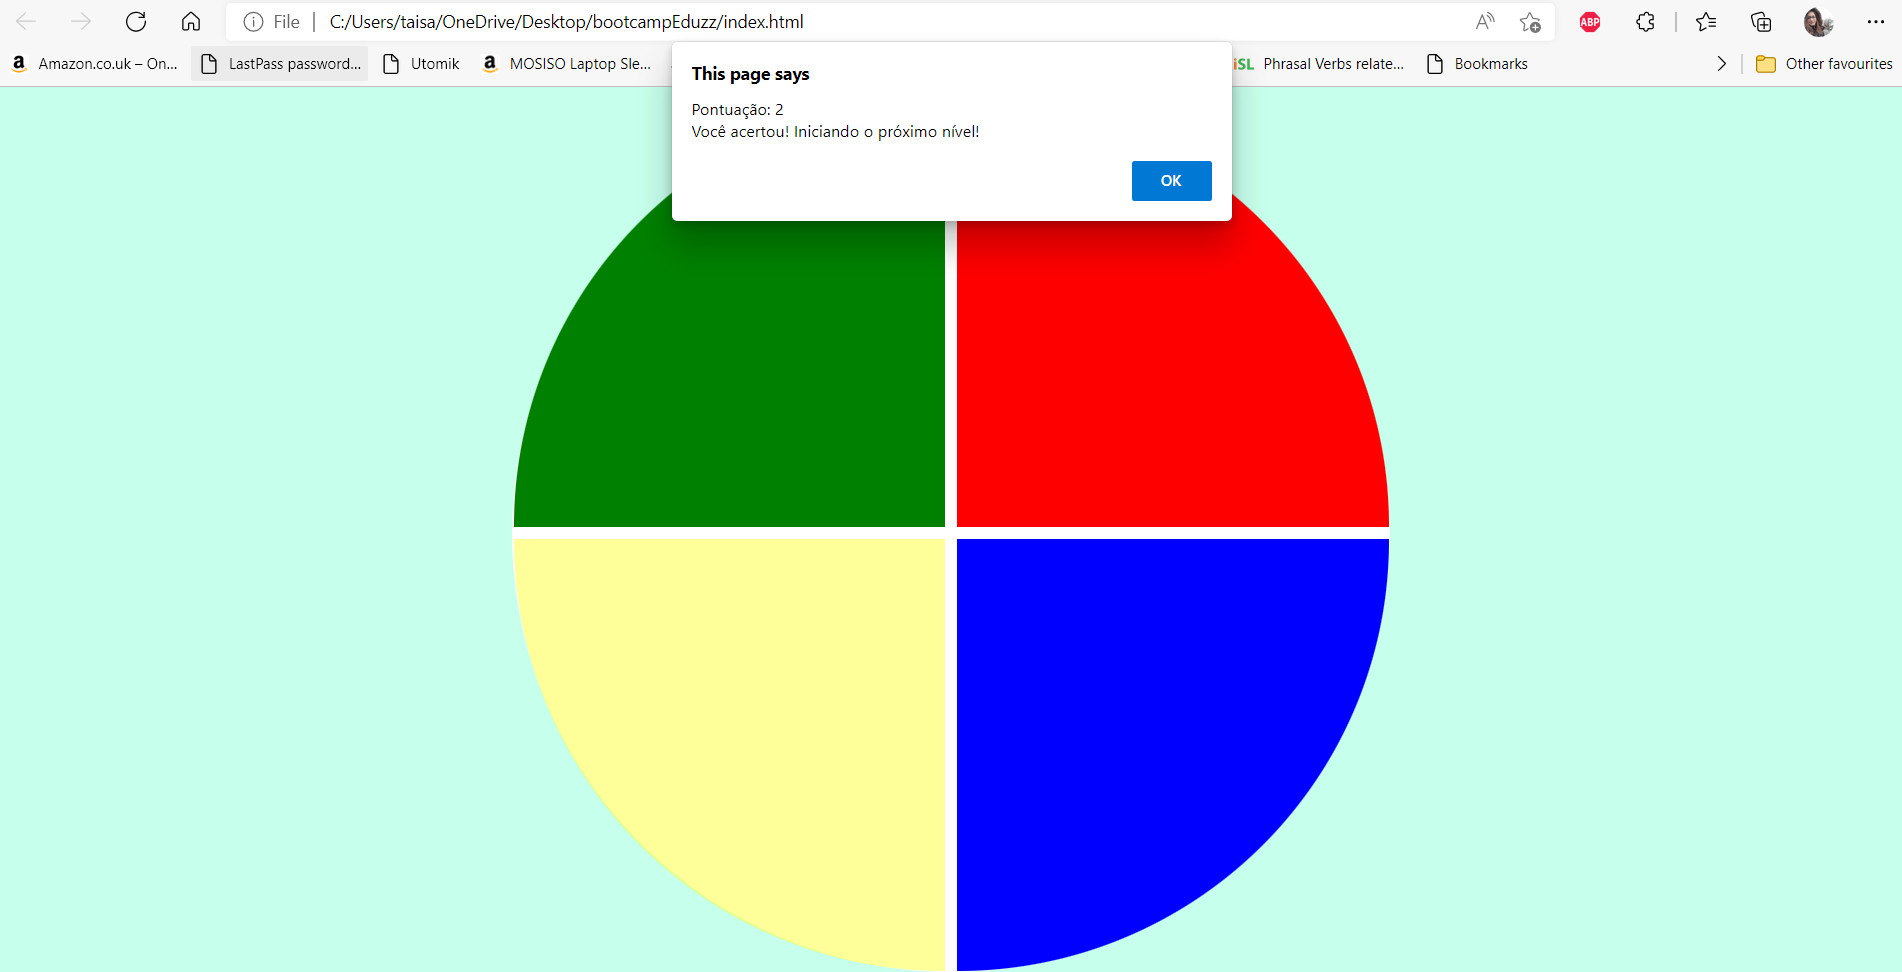 File | C:/Users/taisa/OneDrive/Desktop/bootcampEduzz/index.html
ABP
Amazon.co.uk – On... LastPass password... Utomik MOSISO Laptop Sle... iSL Phrasal Verbs relate... Bookmarks Other favourites
This page says
Pontuação: 2
Você acertou! Iniciando o próximo nível!
OK